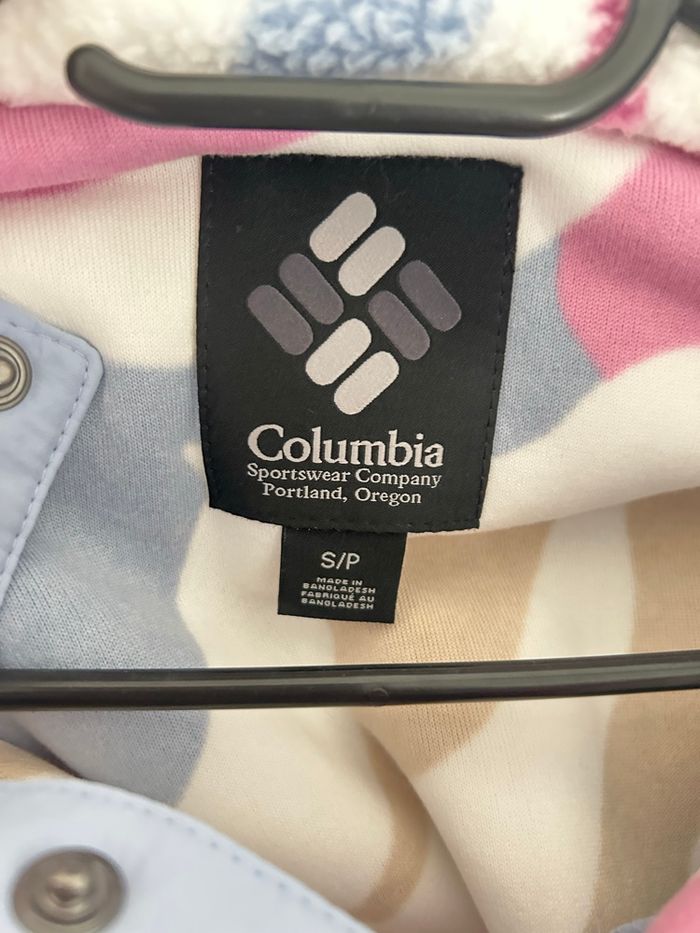 Columbia
Sportswear Company
Portland, Oregon
S/P
MADE IN
BANGLADESH
FABRIQUÉ AU
BANGLADESH